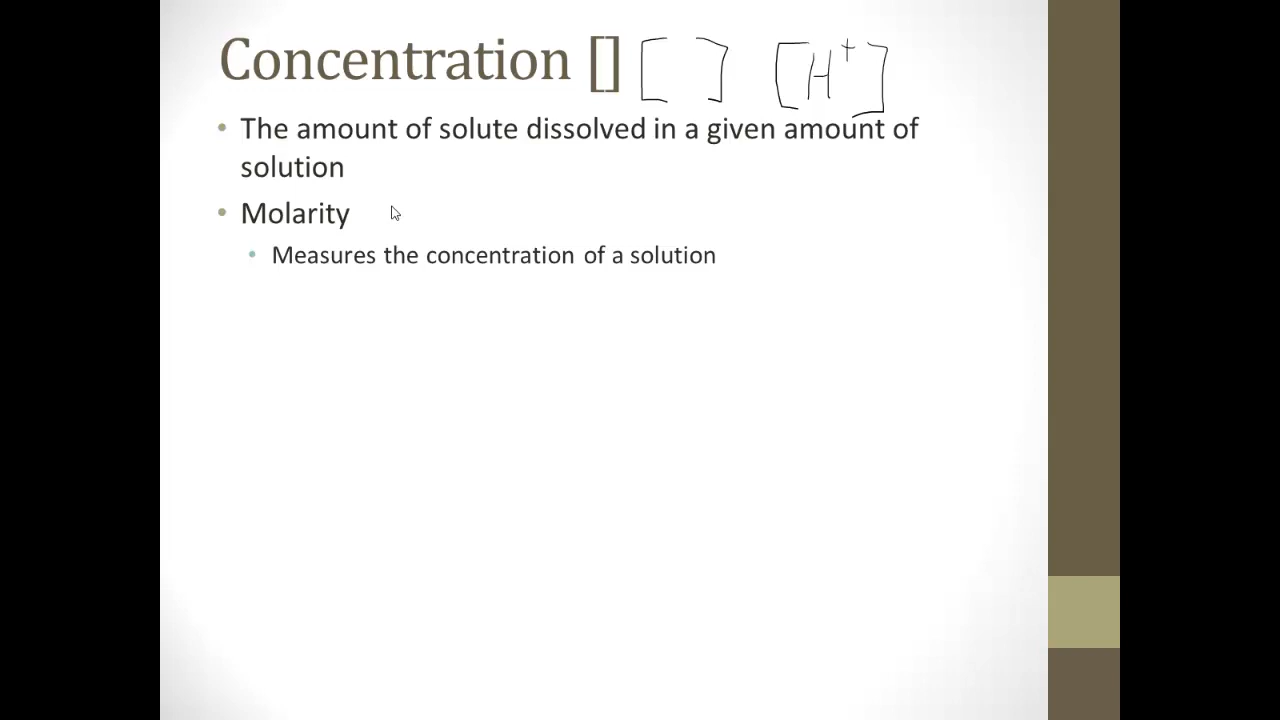 Concentration [] [ ] [H⁺]
• The amount of solute dissolved in a given amount of
solution
• Molarity
• Measures the concentration of a solution